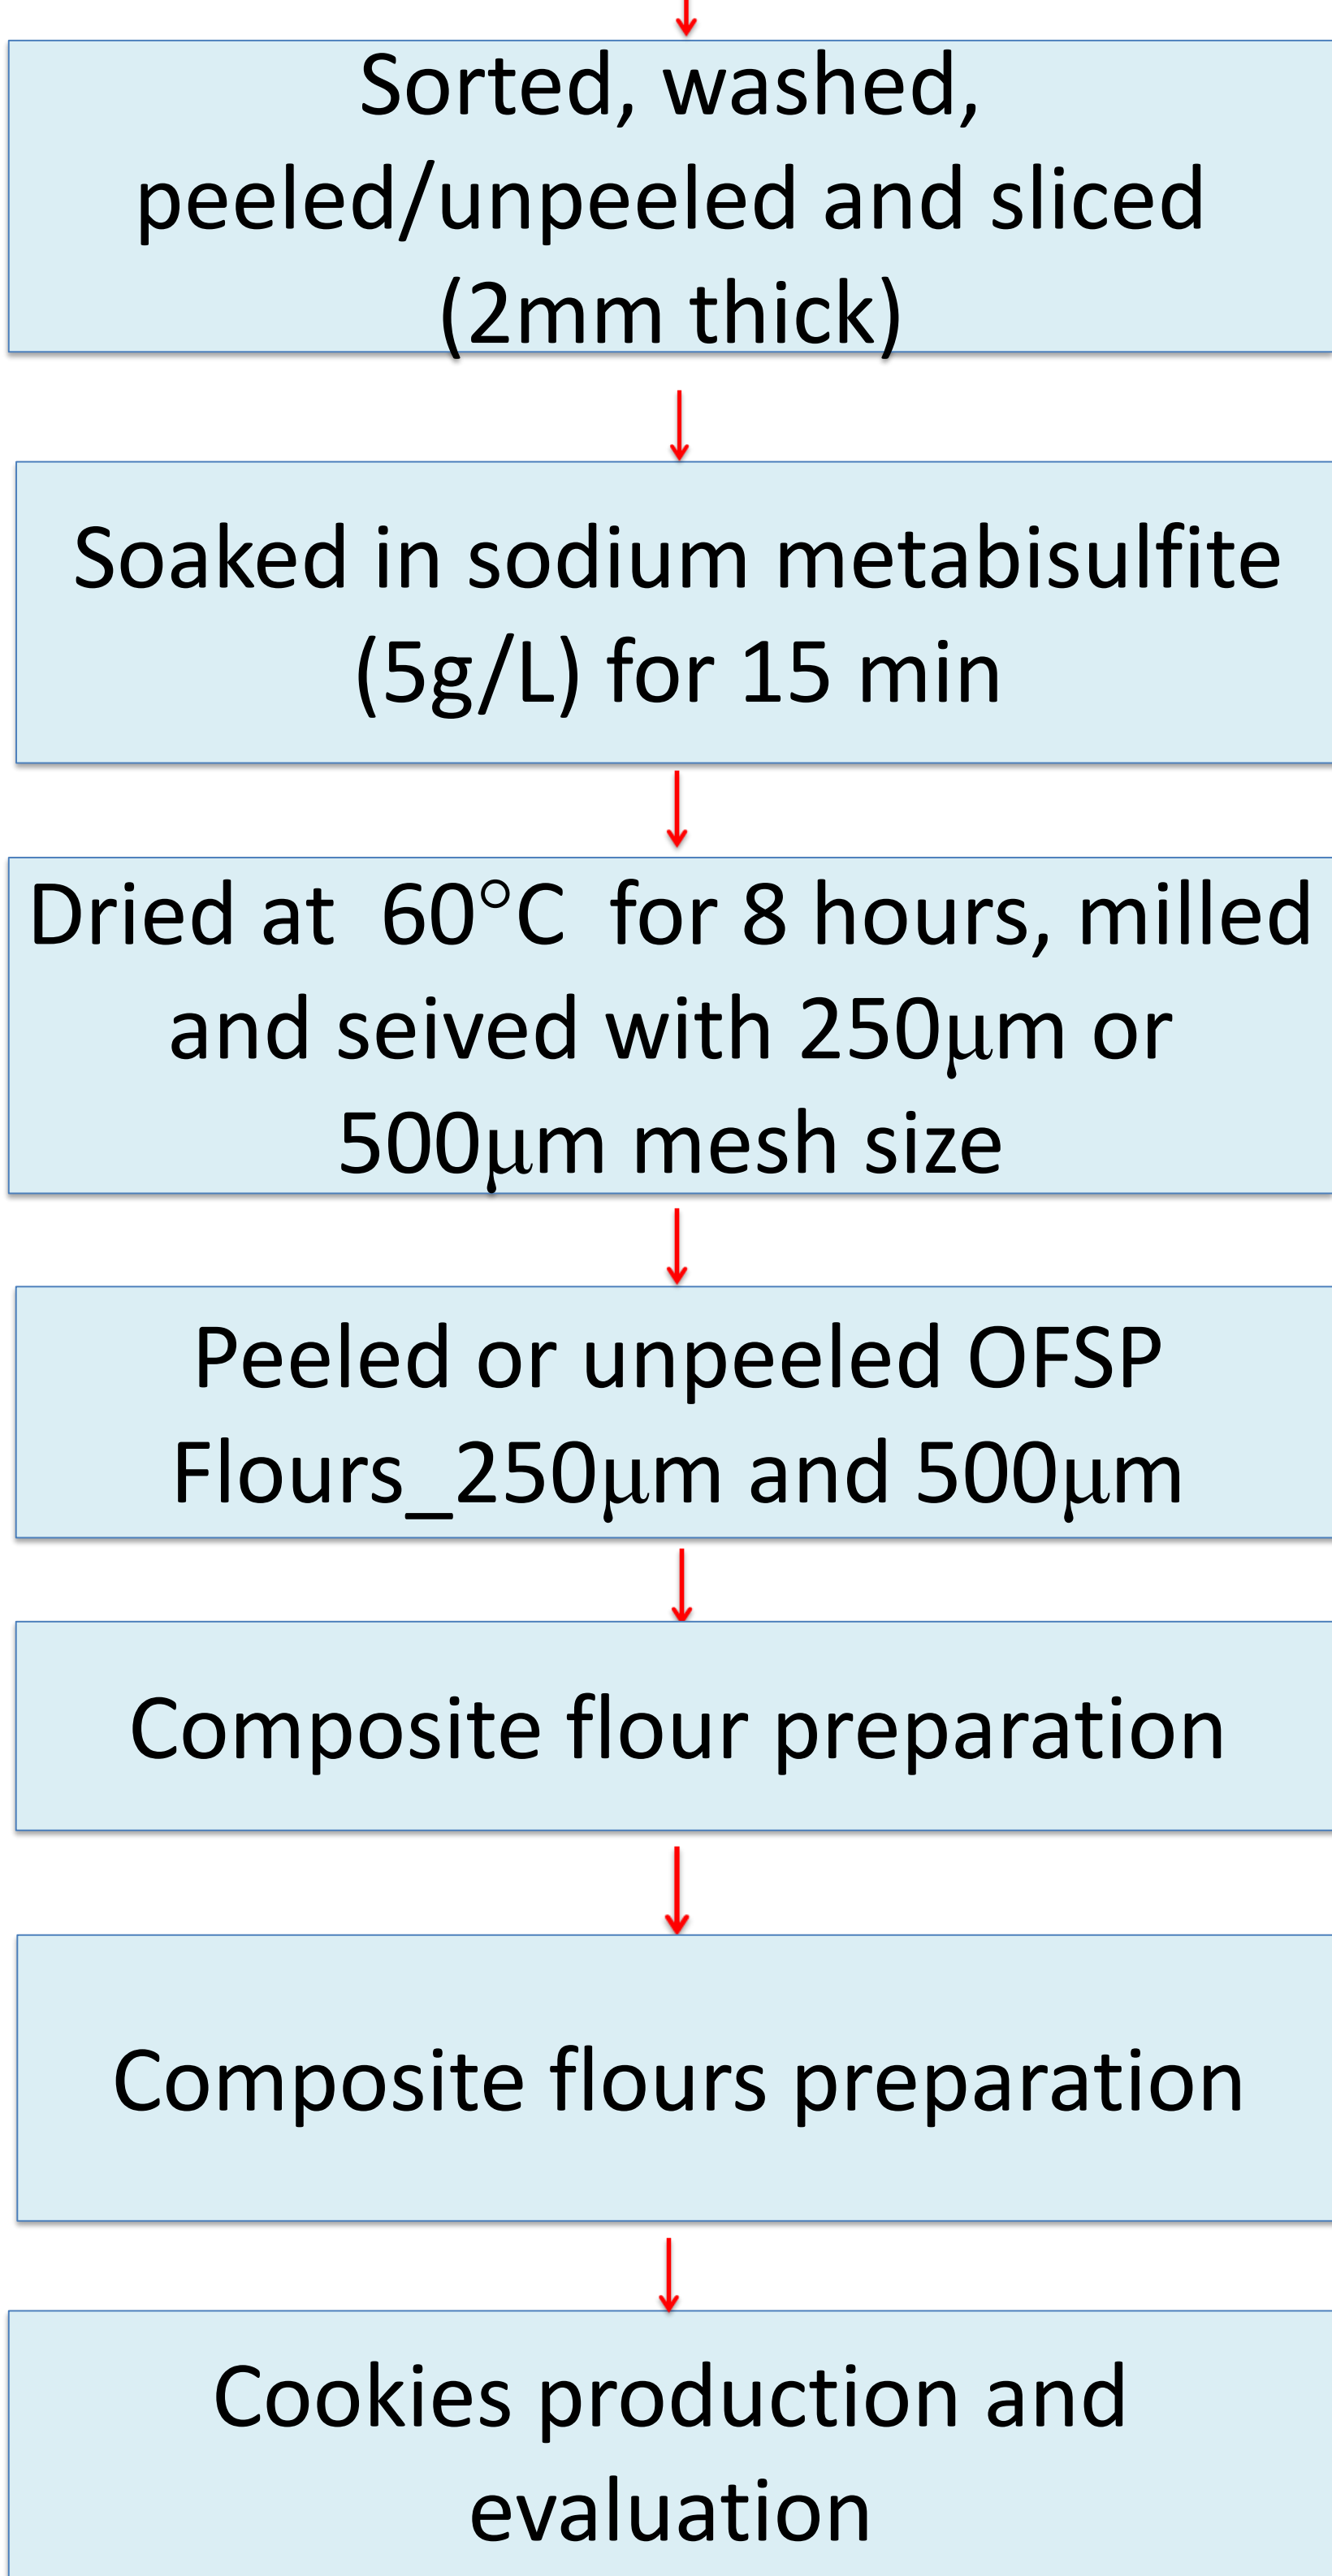 Sorted, washed,
peeled/unpeeled and sliced
(2mm thick)
Soaked in sodium metabisulfite
(5g/L) for 15 min
Dried at  60°C  for 8 hours, milled
and seived with 250µm or
500µm mesh size
Peeled or unpeeled OFSP
Flours_250µm and 500µm
Composite flour preparation
Composite flours preparation
Cookies production and
evaluation